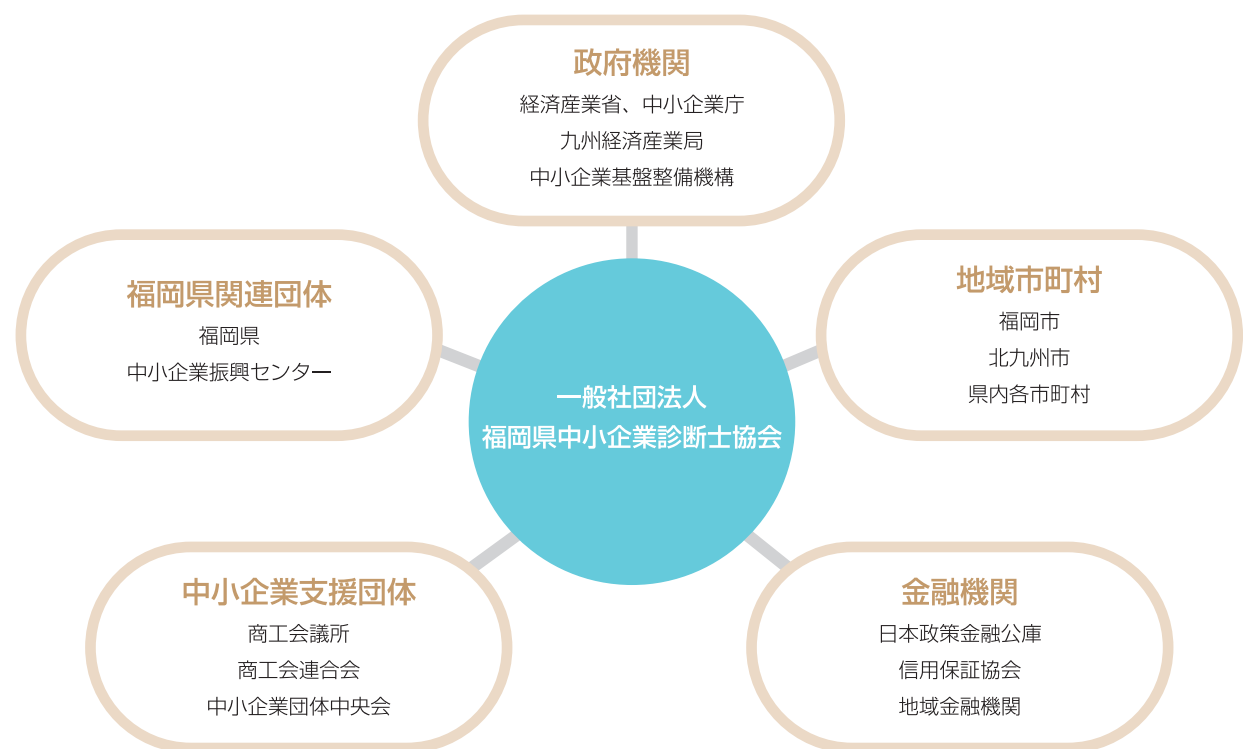 政府機関
経済産業省、中小企業庁
九州経済産業局
中小企業基盤整備機構
福岡県関連団体
福岡県
中小企業振興センター
地域市町村
福岡市
北九州市
県内各市町村
一般社団法人
福岡県中小企業診断士協会
中小企業支援団体
商工会議所
商工会連合会
中小企業団体中央会
金融機関
日本政策金融公庫
信用保証協会
地域金融機関